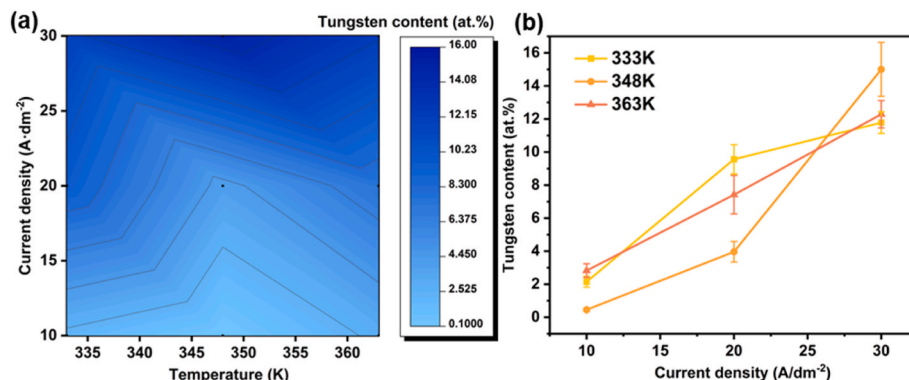 (a)
Tungsten content (at.%)
30
25
20
15
10
Current density (A·dm⁻²)
335 340 345 350 355 360
Temperature (K)
16.00
14.08
12.15
10.23
8.300
6.375
4.450
2.525
0.1000
(b)
333K
348K
363K
16
14
12
10
8
6
4
2
0
Tungsten content (at.%)
10 15 20 25 30
Current density (A/dm⁻²)